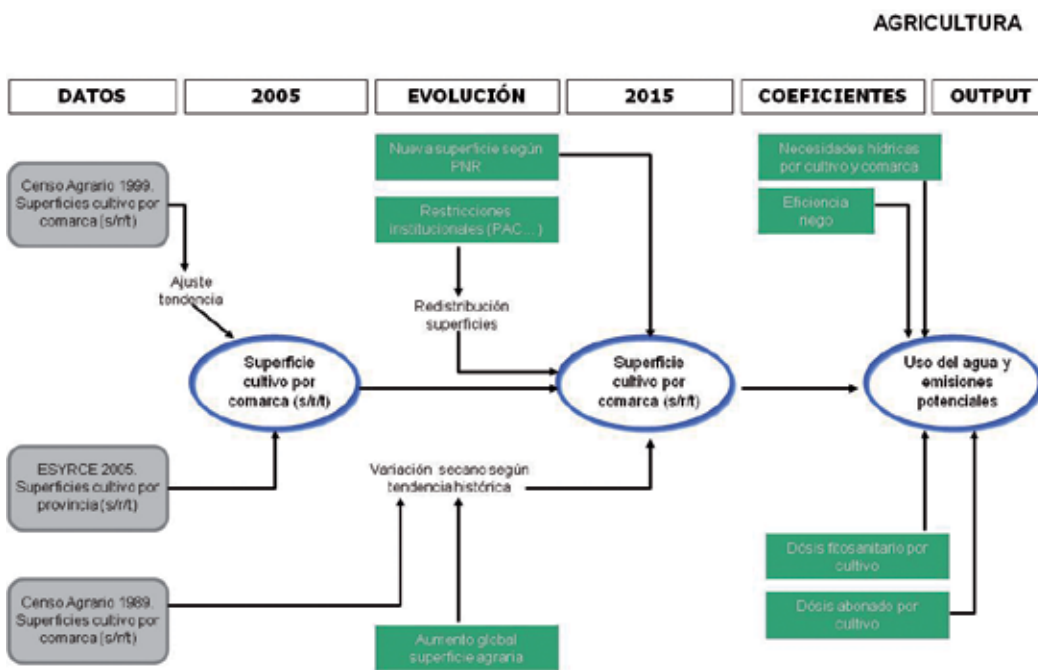 AGRICULTURA
DATOS
2005
EVOLUCIÓN
2015
COEFICIENTES
OUTPUT
Censo Agrario 1999.
Superficies cultivo por
comarca (s/r/t)
Ajuste
tendencia
Nueva superficie según
PNR
Restricciones
institucionales (PAC...)
Redistribución
superficies
Necesidades hídricas
por cultivo y comarca
Eficiencia
riego
Superficie
cultivo por
comarca (s/r/t)
Superficie
cultivo por
comarca (s/r/t)
Uso del agua y
emisiones
potenciales
ESYRCE 2005.
Superficies cultivo por
provincia (s/r/t)
Variación secano según
tendencia histórica
Censo Agrario 1989.
Superficies cultivo por
comarca (s/r/t)
Aumento global
superficie agraria
Dósis fitosanitario por
cultivo
Dósis abonado por
cultivo